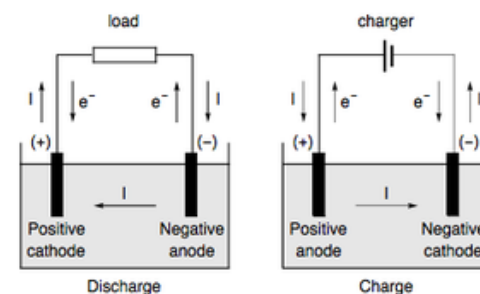 load
I e⁻ e⁻ I
(+) (−)
I
Positive cathode
Negative anode
Discharge
charger
I e⁻ e⁻ I
(+) (−)
I
Positive anode
Negative cathode
Charge